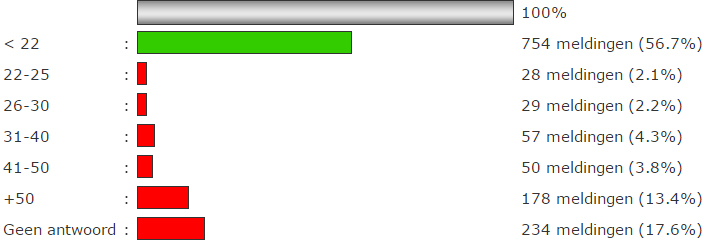 100%
< 22 : 754 meldingen (56.7%)
22-25 : 28 meldingen (2.1%)
26-30 : 29 meldingen (2.2%)
31-40 : 57 meldingen (4.3%)
41-50 : 50 meldingen (3.8%)
+50 : 178 meldingen (13.4%)
Geen antwoord : 234 meldingen (17.6%)